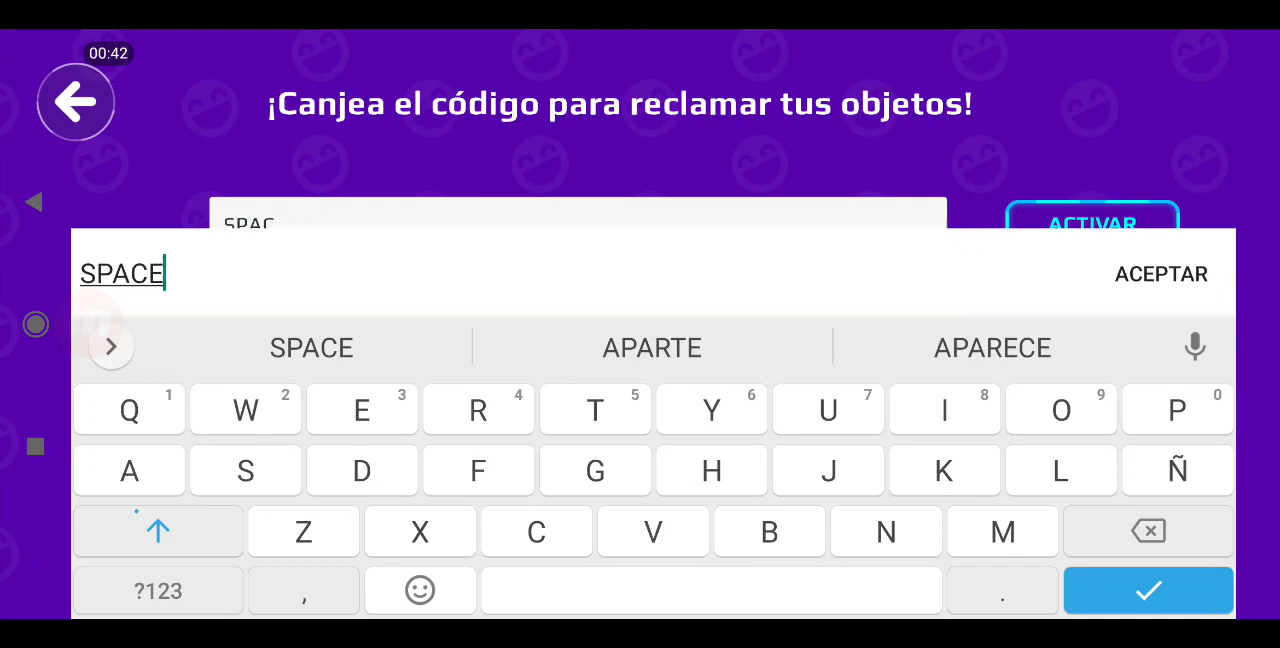 00:42
¡Canjea el código para reclamar tus objetos!
SPAC
ACTIVAR
SPACE
ACEPTAR
SPACE APARTE APARECE
Q 1 W 2 E 3 R 4 T 5 Y 6 U 7 I 8 O 9 P 0
A S D F G H J K L Ñ
Z X C V B N M
?123 , .